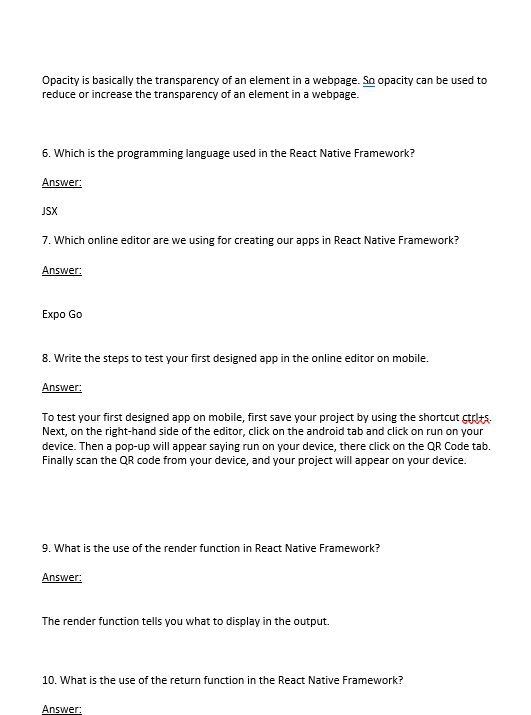 Opacity is basically the transparency of an element in a webpage. So opacity can be used to
reduce or increase the transparency of an element in a webpage.
6. Which is the programming language used in the React Native Framework?
Answer:
JSX
7. Which online editor are we using for creating our apps in React Native Framework?
Answer:
Expo Go
8. Write the steps to test your first designed app in the online editor on mobile.
Answer:
To test your first designed app on mobile, first save your project by using the shortcut ctrl+s.
Next, on the right-hand side of the editor, click on the android tab and click on run on your
device. Then a pop-up will appear saying run on your device, there click on the QR Code tab.
Finally scan the QR code from your device, and your project will appear on your device.
9. What is the use of the render function in React Native Framework?
Answer:
The render function tells you what to display in the output.
10. What is the use of the return function in the React Native Framework?
Answer: